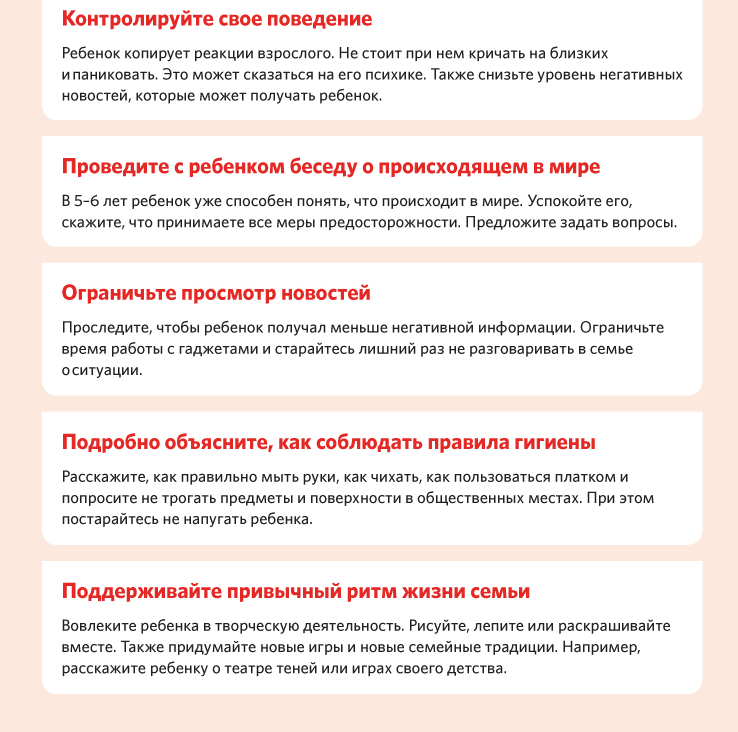 Контролируйте свое поведение
Ребенок копирует реакции взрослого. Не стоит при нем кричать на близких
и паниковать. Это может сказаться на его психике. Также снизьте уровень негативных
новостей, которые может получать ребенок.
Проведите с ребенком беседу о происходящем в мире
В 5–6 лет ребенок уже способен понять, что происходит в мире. Успокойте его,
скажите, что принимаете все меры предосторожности. Предложите задать вопросы.
Ограничьте просмотр новостей
Проследите, чтобы ребенок получал меньше негативной информации. Ограничьте
время работы с гаджетами и старайтесь лишний раз не разговаривать в семье
о ситуации.
Подробно объясните, как соблюдать правила гигиены
Расскажите, как правильно мыть руки, как чихать, как пользоваться платком и
попросите не трогать предметы и поверхности в общественных местах. При этом
постарайтесь не напугать ребенка.
Поддерживайте привычный ритм жизни семьи
Вовлеките ребенка в творческую деятельность. Рисуйте, лепите или раскрашивайте
вместе. Также придумайте новые игры и новые семейные традиции. Например,
расскажите ребенку о театре теней или играх своего детства.